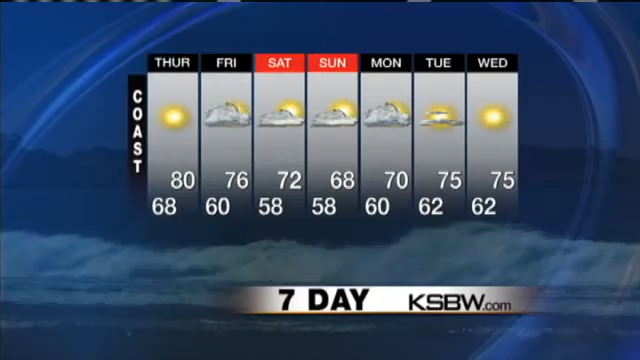 THUR FRI SAT SUN MON TUE WED
COAST
80 76 72 68 70 75 75
68 60 58 58 60 62 62
7 DAY KSBW.com